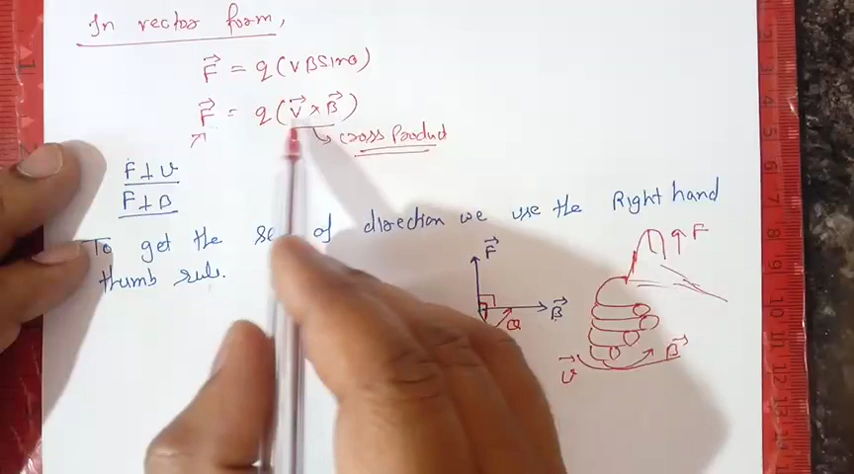 In vector form,
F⃗ = q(VBSinθ)
F⃗ = q(V⃗ × B⃗)
Cross Product
F⊥v
F⊥B
To get the of direction we use the Right hand
thumb rule.
F⃗
B⃗
θ
F
v⃗
B⃗